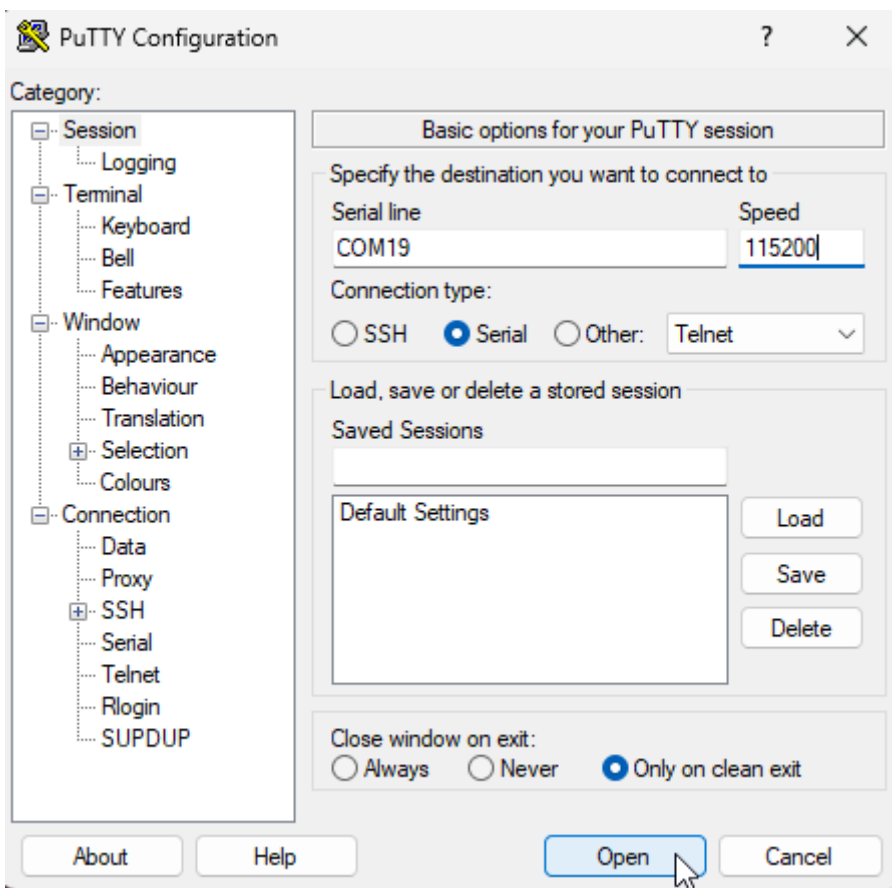 PuTTY Configuration ?
Category:
Session
Logging
Terminal
Keyboard
Bell
Features
Window
Appearance
Behaviour
Translation
Selection
Colours
Connection
Data
Proxy
SSH
Serial
Telnet
Rlogin
SUPDUP
Basic options for your PuTTY session
Specify the destination you want to connect to
Serial line Speed
COM19 115200
Connection type:
SSH Serial Other: Telnet
Load, save or delete a stored session
Saved Sessions
Default Settings
Load
Save
Delete
Close window on exit:
Always Never Only on clean exit
About Help Open Cancel